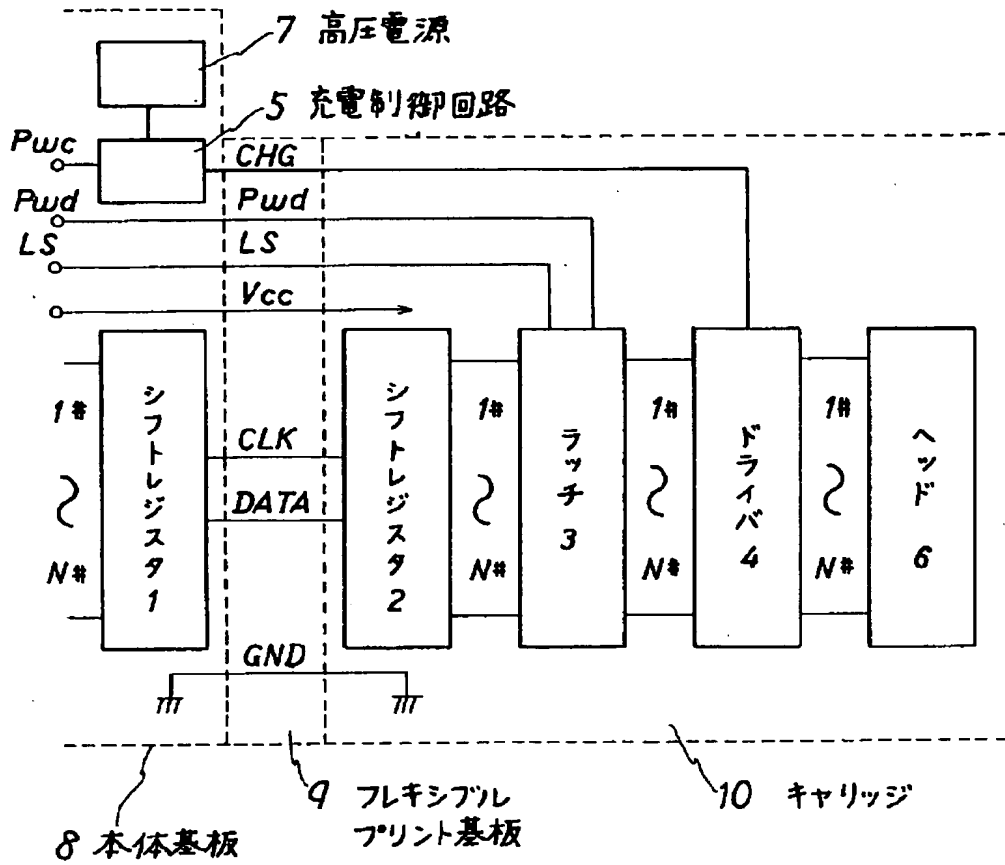 7 高圧電源
5 充電制御回路
Pwc
CHG
Pwd
Pwd
LS
LS
Vcc
シフトレジスタ1
シフトレジスタ2
ラッチ3
ドライバ4
ヘッド6
1#
1#
1#
1#
CLK
DATA
N#
N#
N#
N#
GND
8 本体基板
9 フレキシブル
プリント基板
10 キャリッジ